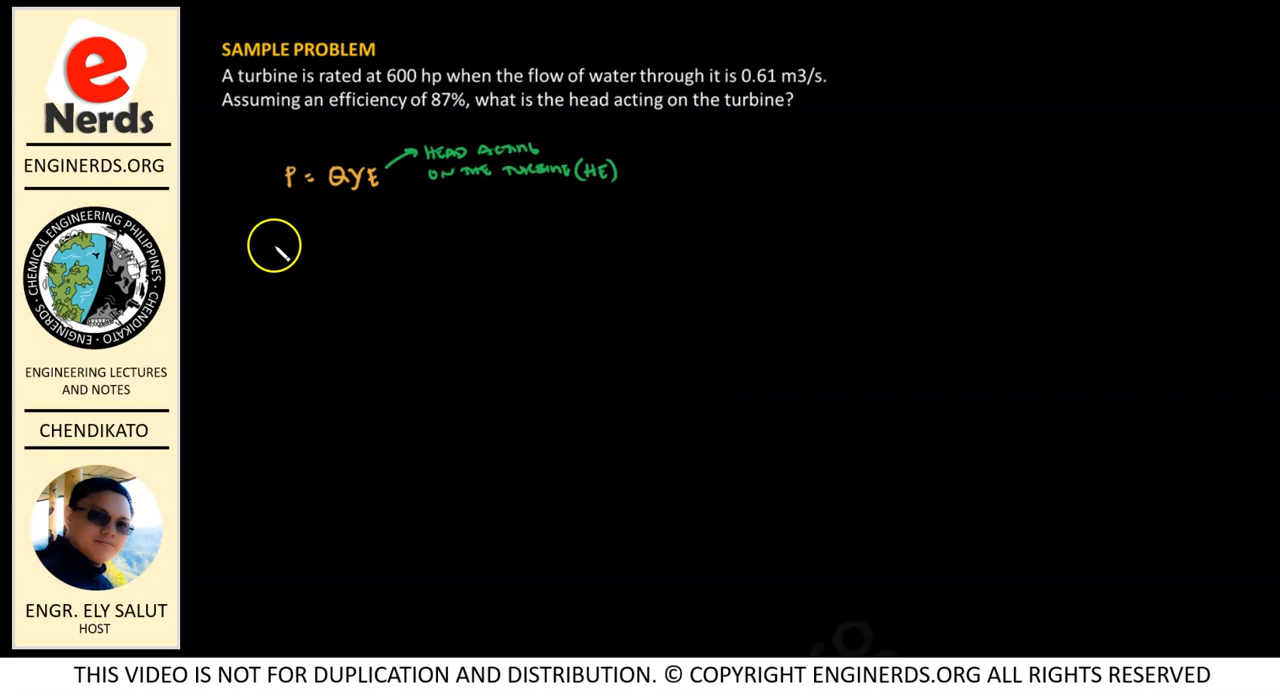 e
Nerds
ENGINERDS.ORG
CHEMICAL ENGINEERING PHILIPPINES
CHENDIKATO · ENGINERDS
ENGINEERING LECTURES
AND NOTES
CHENDIKATO
ENGR. ELY SALUT
HOST
SAMPLE PROBLEM
A turbine is rated at 600 hp when the flow of water through it is 0.61 m3/s.
Assuming an efficiency of 87%, what is the head acting on the turbine?
P = QγE
HEAD ACTING
ON THE TURBINE (HE)
THIS VIDEO IS NOT FOR DUPLICATION AND DISTRIBUTION. © COPYRIGHT ENGINERDS.ORG ALL RIGHTS RESERVED